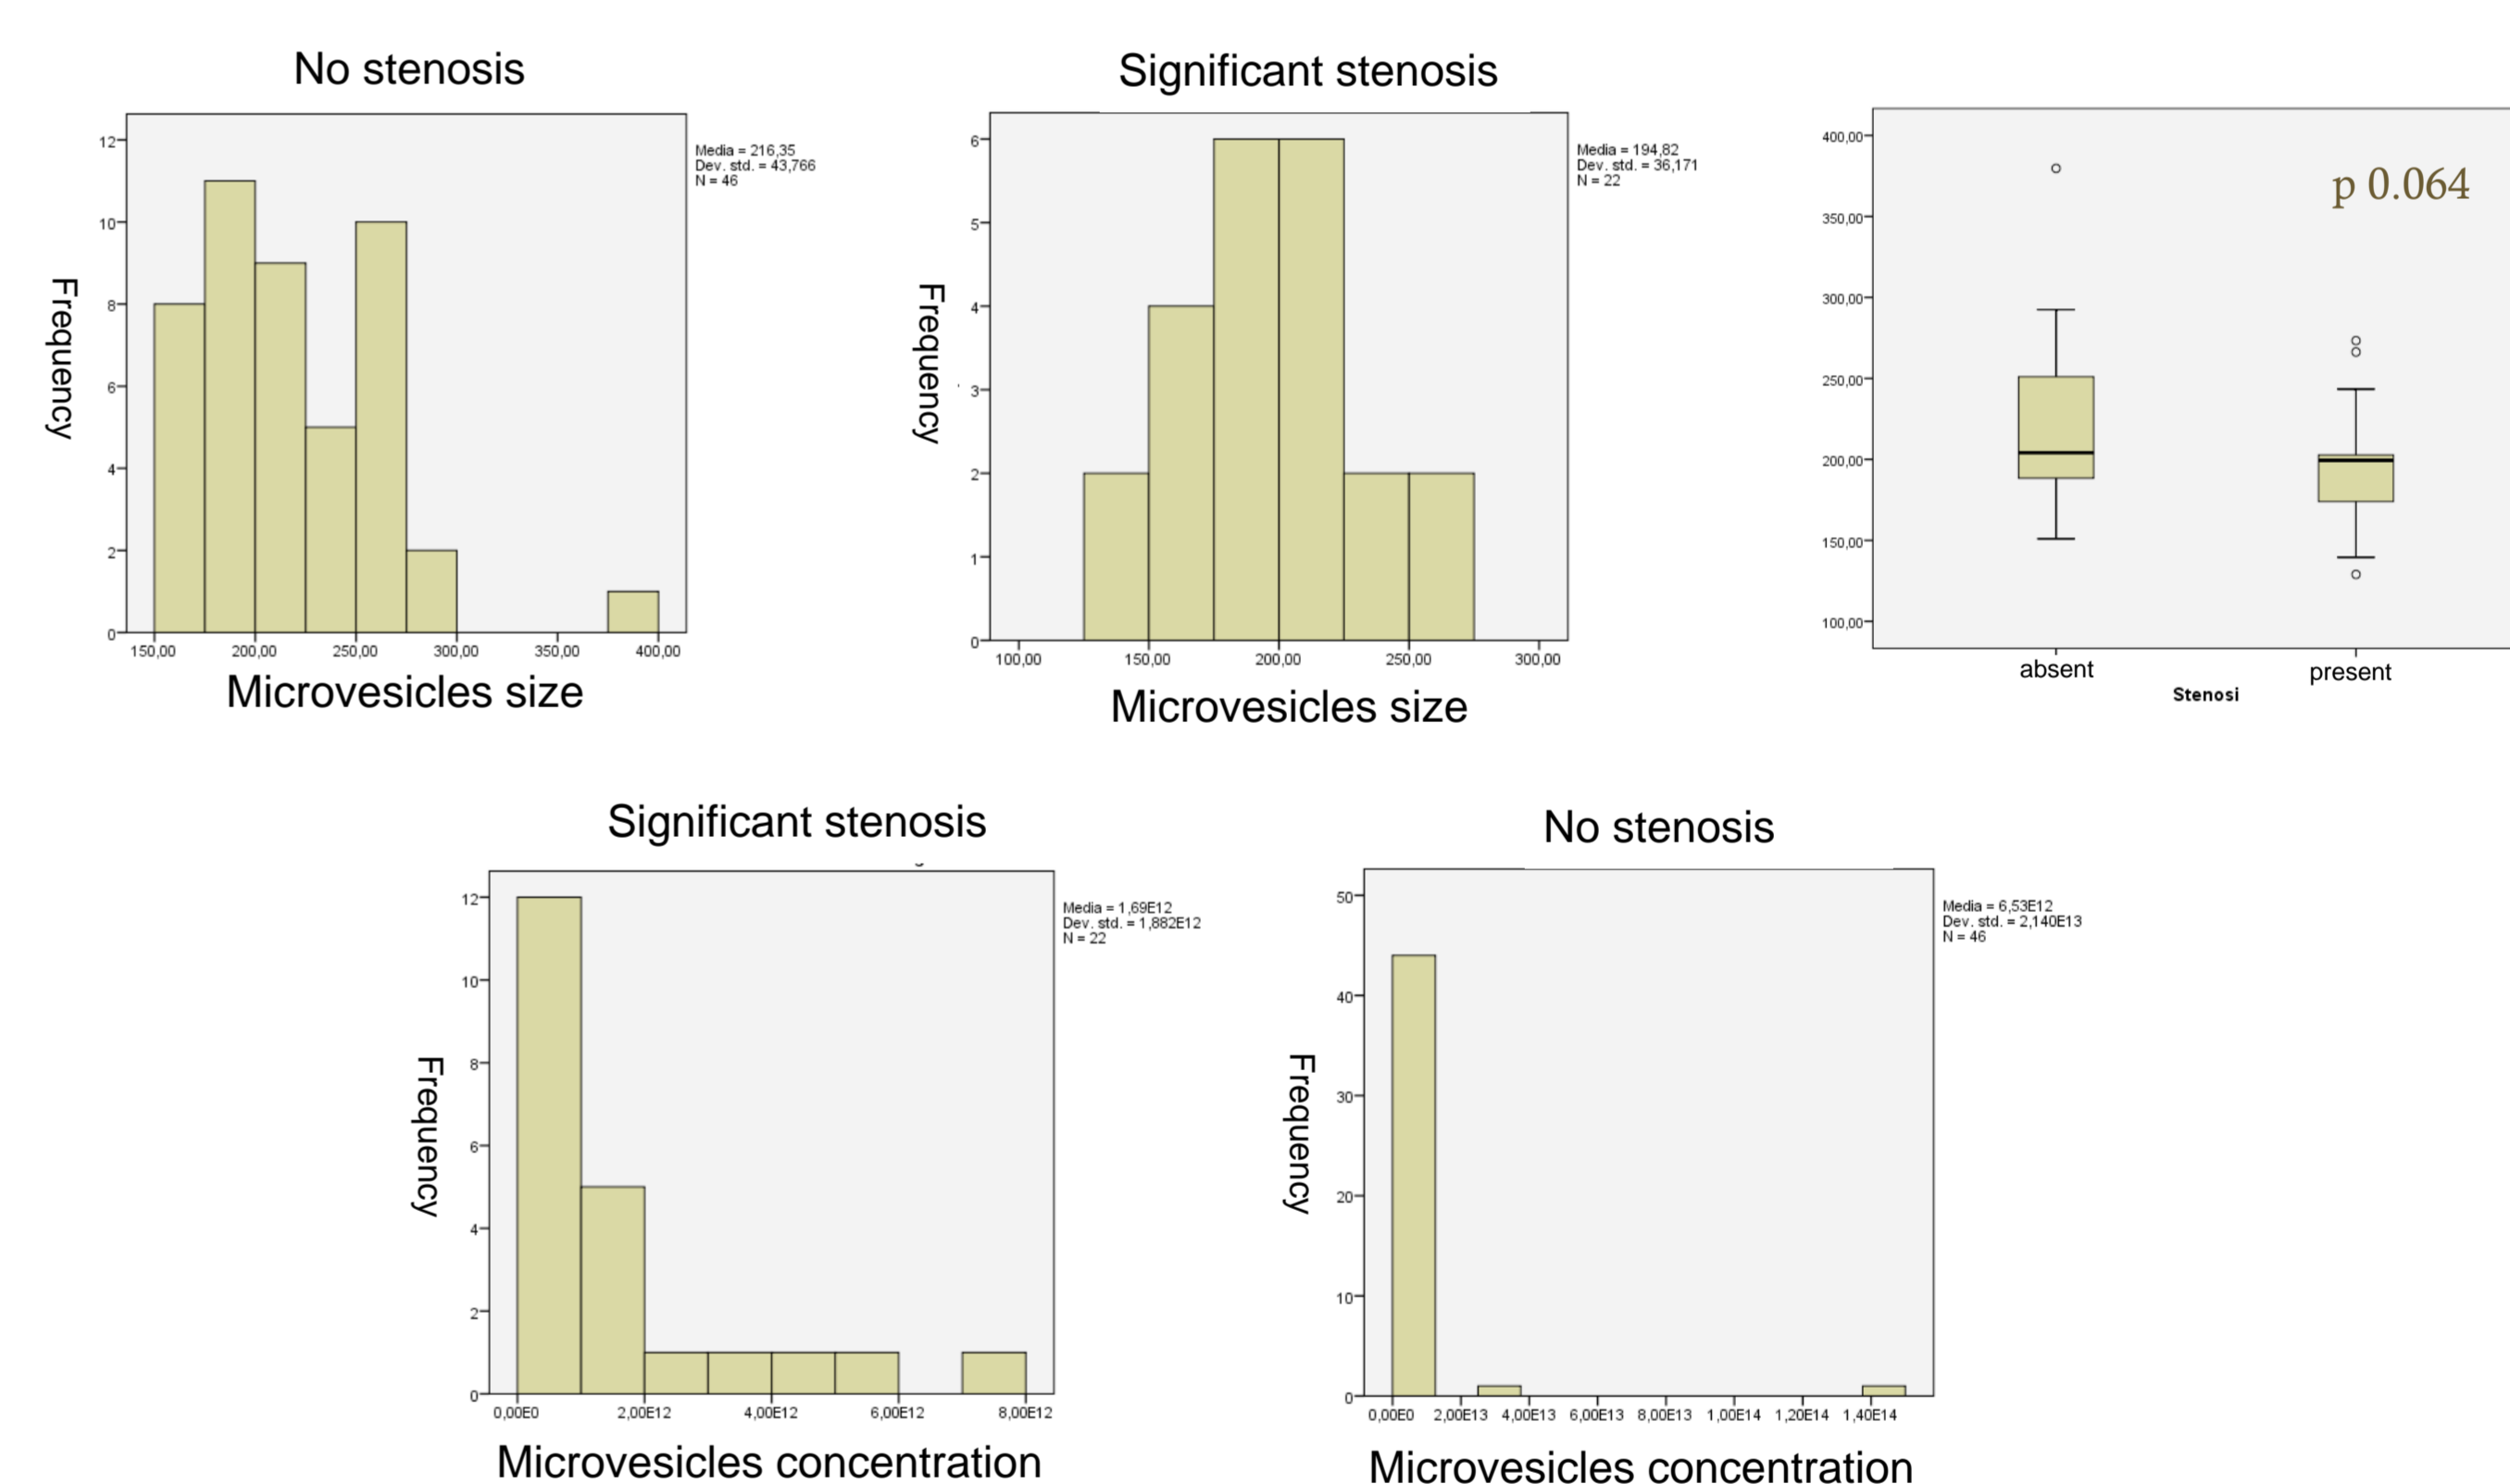 No stenosis
12
10
8
6
4
2
0
Frequency
150,00 200,00 250,00 300,00 350,00 400,00
Microvesicles size
Media = 216,35
Dev. std. = 43,766
N = 46
Significant stenosis
6
5
4
3
2
1
0
Frequency
100,00 150,00 200,00 250,00 300,00
Microvesicles size
Media = 194,82
Dev. std. = 36,171
N = 22
400,00
350,00
300,00
250,00
200,00
150,00
100,00
p 0.064
absent present
Stenosi
Significant stenosis
12
10
8
6
4
2
0
Frequency
0,00E0 2,00E12 4,00E12 6,00E12 8,00E12
Microvesicles concentration
Media = 1,69E12
Dev. std. = 1,882E12
N = 22
No stenosis
50
40
30
20
10
0
Frequency
0,00E0 2,00E13 4,00E13 6,00E13 8,00E13 1,00E14 1,20E14 1,40E14
Microvesicles concentration
Media = 6,53E12
Dev. std. = 2,140E13
N = 46